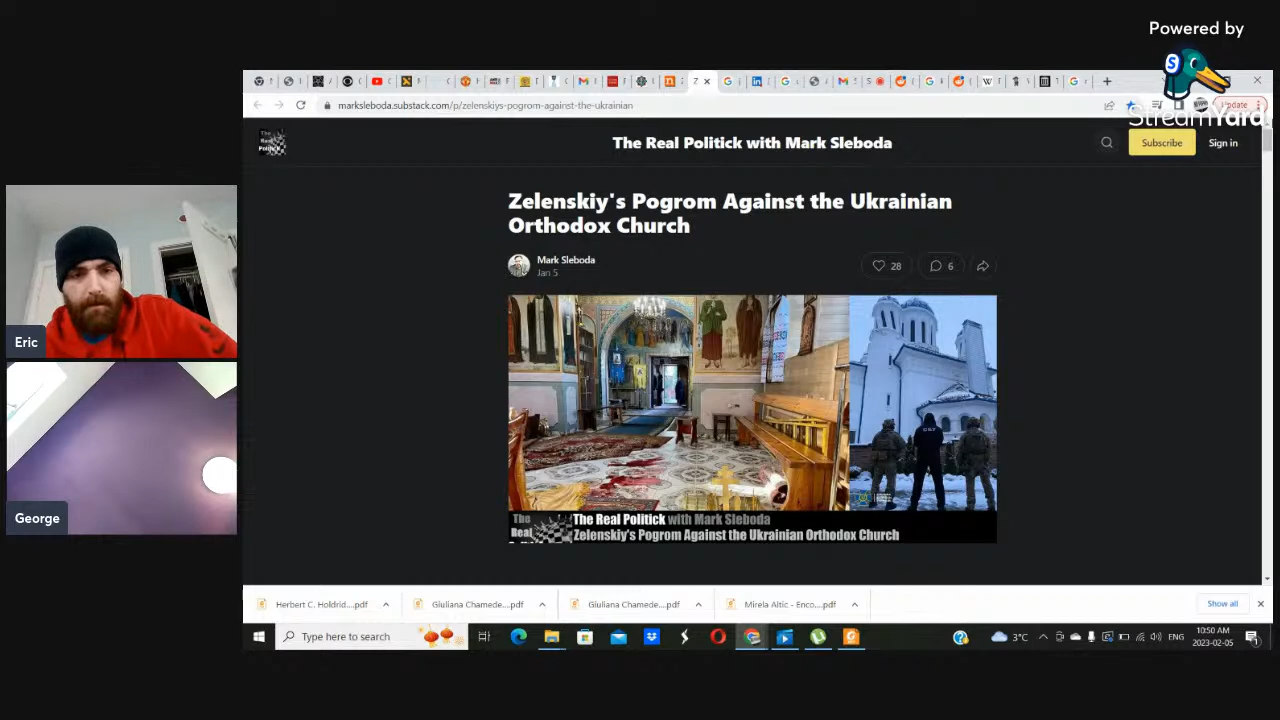 Powered by
StreamYard
marksleboda.substack.com/p/zelenskiys-pogrom-against-the-ukrainian
Update
The Real Politick with Mark Sleboda
Subscribe
Sign in
Zelenskiy's Pogrom Against the Ukrainian
Orthodox Church
Mark Sleboda
Jan 5
28
6
The Real Politick with Mark Sleboda
Zelenskiy's Pogrom Against the Ukrainian Orthodox Church
Eric
George
Herbert C. Holdrid....pdf
Giuliana Chamede....pdf
Giuliana Chamede....pdf
Mirela Altic - Enco....pdf
Show all
Type here to search
3°C
ENG
10:50 AM
2023-02-05